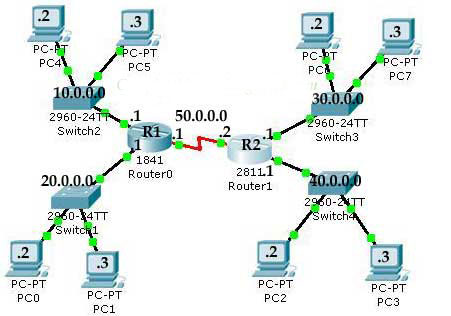 .2
PC-PT
PC4
.3
PC-PT
PC5
10.0.0.0
.1
2960-24TT
Switch2
R1
.1
.1
1841
Router0
50.0.0.0
.2
R2
.1
.1
2811
Router1
20.0.0.0
2960-24TT
Switch1
.2
PC-PT
PC0
.3
PC-PT
PC1
.2
PC-PT
.3
PC-PT
PC7
30.0.0.0
2960-24TT
Switch3
40.0.0.0
2960-24TT
Switch4
.2
PC-PT
PC2
.3
PC-PT
PC3